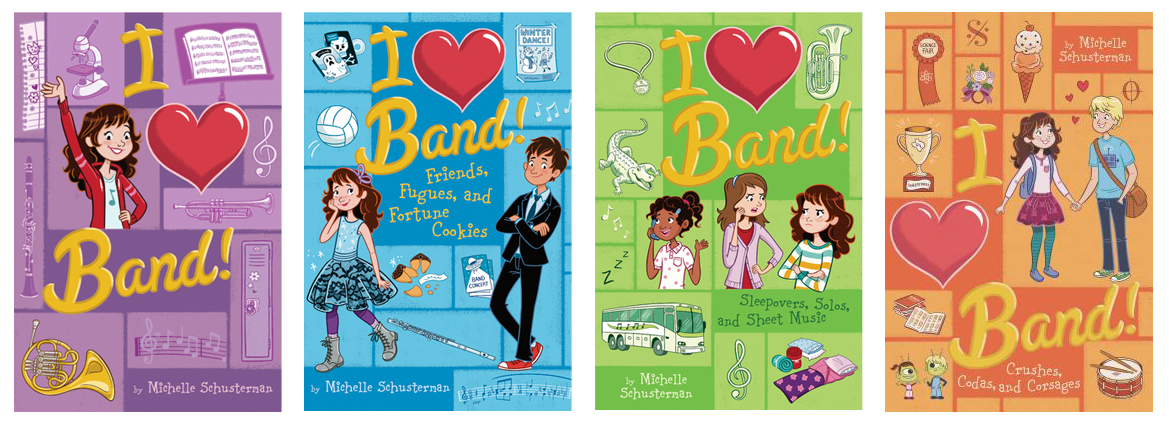 I
Band!
by Michelle Schusterman
WINTER
DANCE!
I
Band!
Friends,
Fugues, and
Fortune
Cookies
BAND
CONCERT
by Michelle Schusterman
I
Band!
Z Z Z
Sleepovers, Solos,
and Sheet Music
by Michelle
Schusterman
SCIENCE
FAIR
by Michelle
Schusterman
I
Band!
Crushes,
Codas, and Corsages